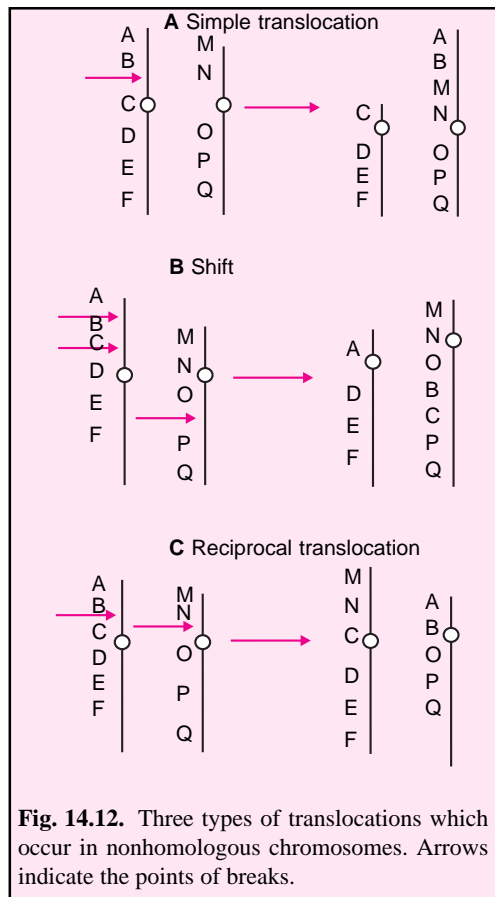 A Simple translocation
A B C D E F
M N O P Q
C D E F
A B M N O P Q
B Shift
A B C D E F
M N O P Q
A D E F
M N O B C P Q
C Reciprocal translocation
A B C D E F
M N O P Q
M N C D E F
A B O P Q
Fig. 14.12. Three types of translocations which
occur in nonhomologous chromosomes. Arrows
indicate the points of breaks.